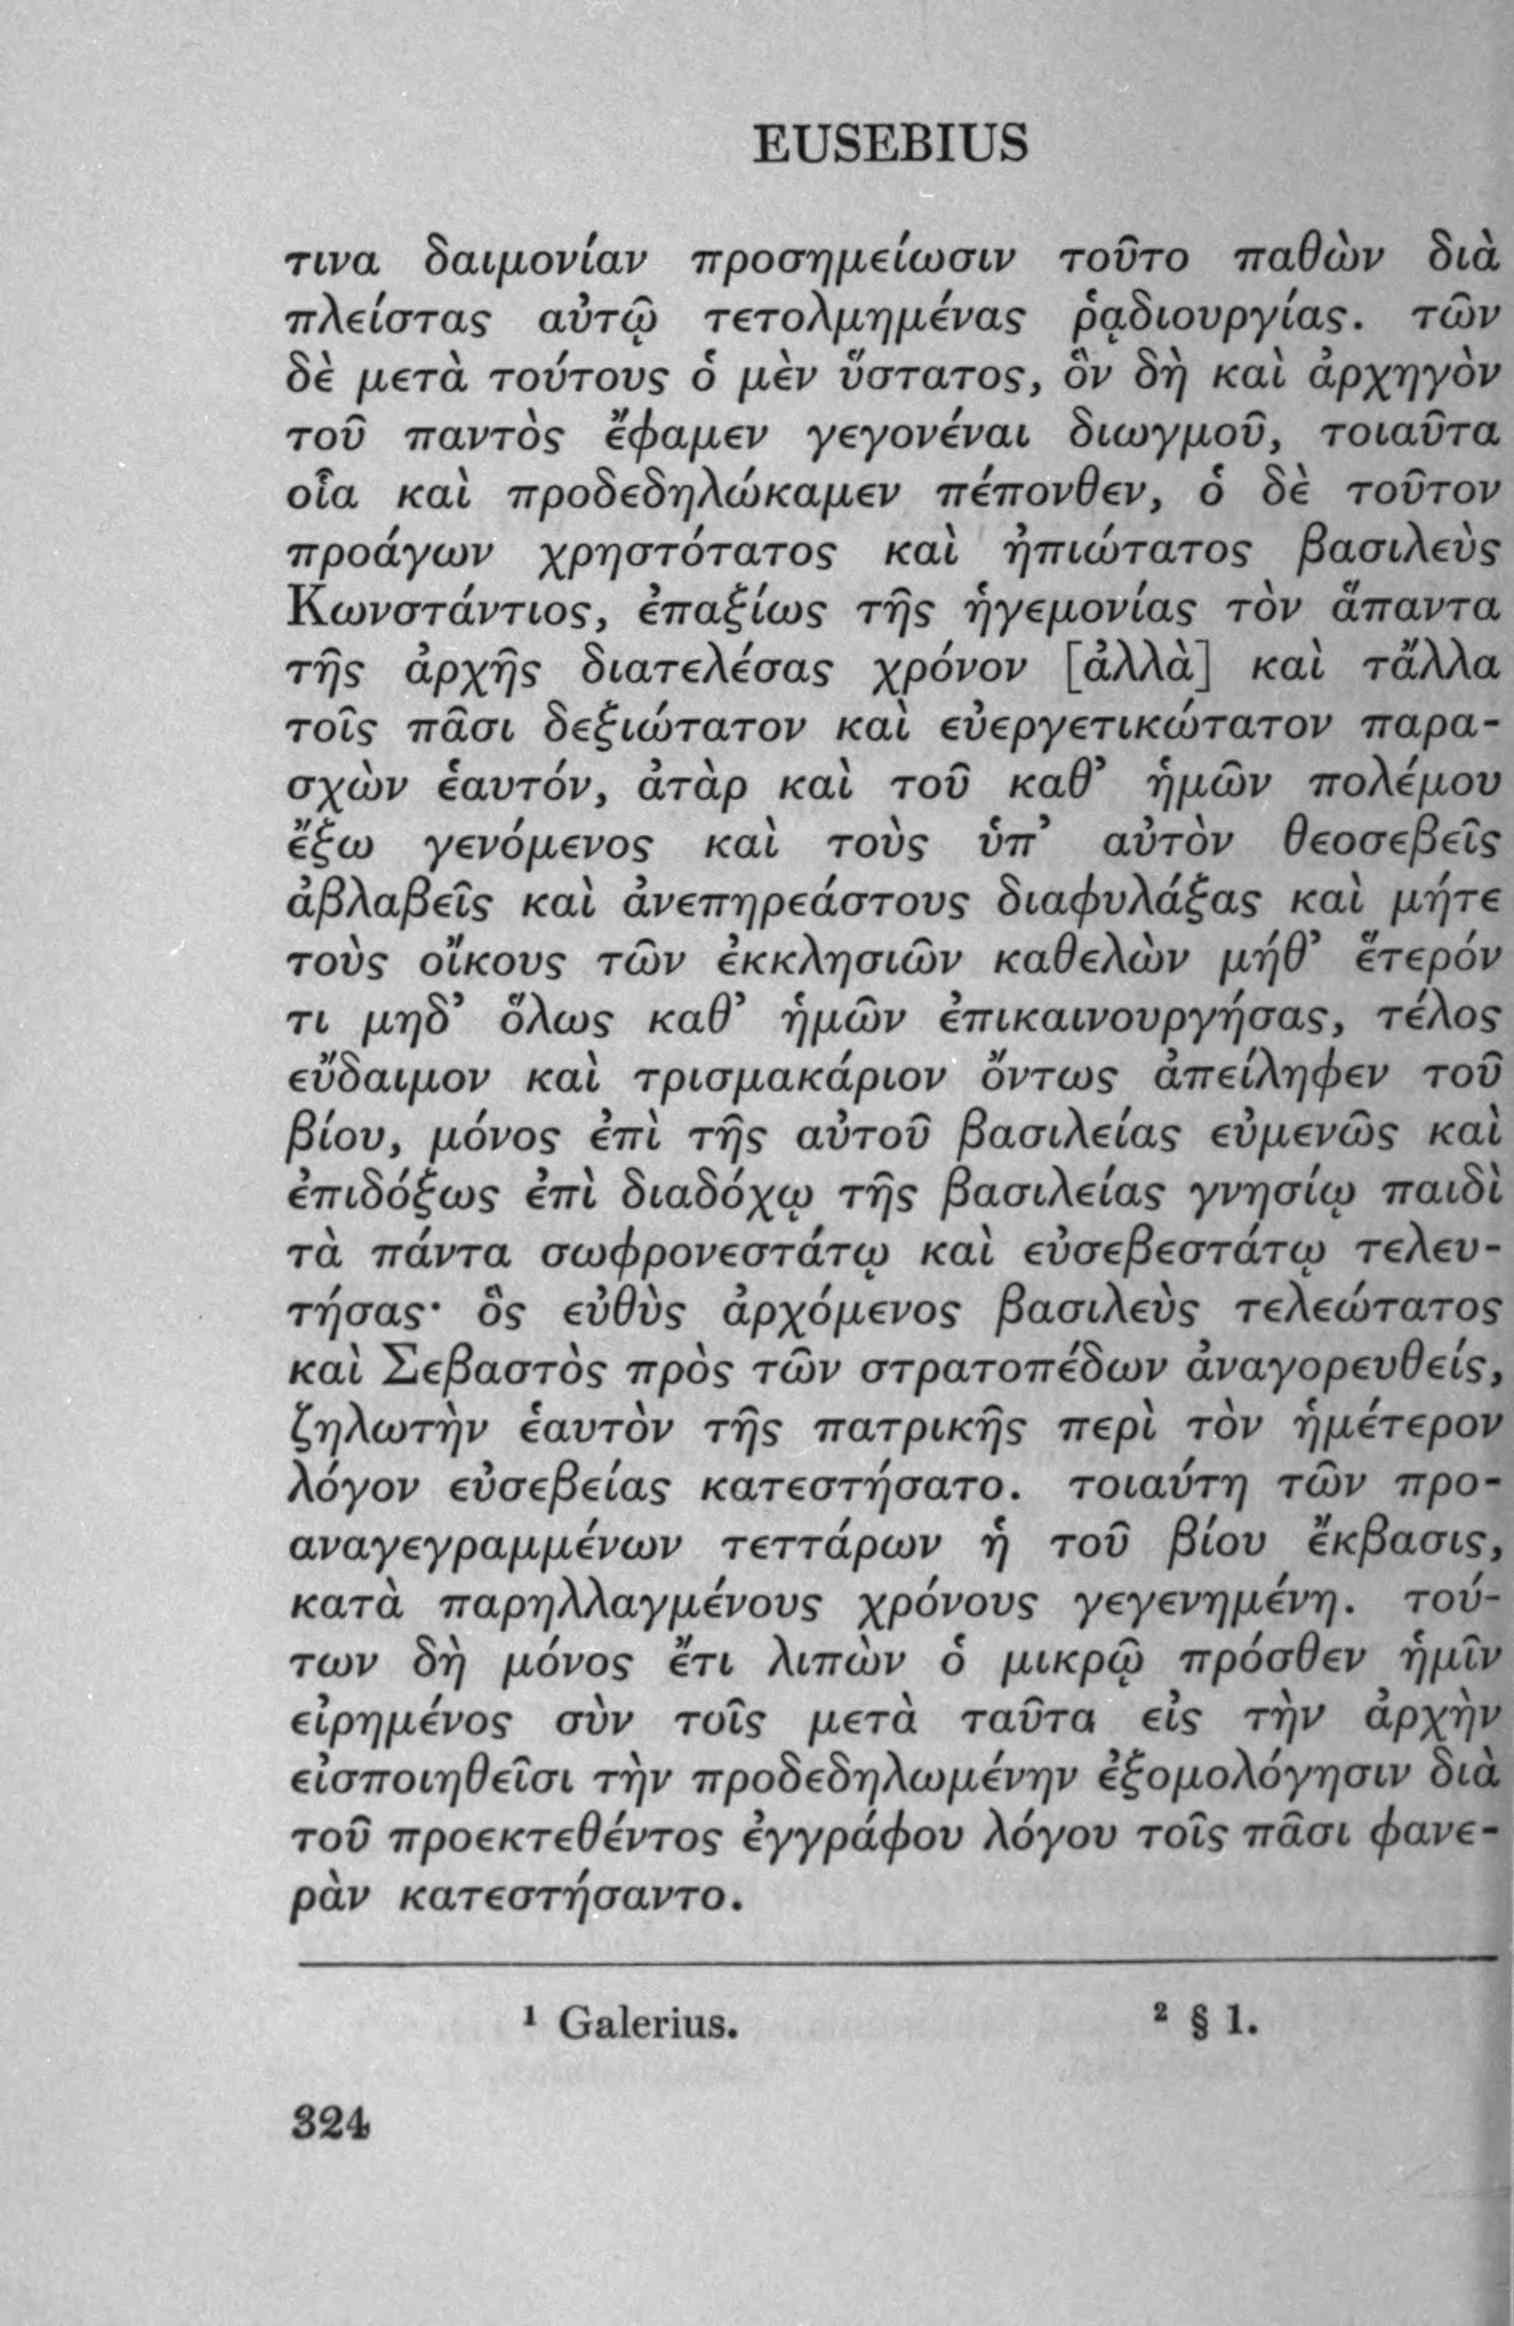 EUSEBIUS
τινα δαιμονίαν προσημείωσιν τοῦτο παθὼν διὰ
πλείστας αὐτῷ τετολμημένας ῥᾳδιουργίας. τῶν
δὲ μετὰ τούτους ὁ μὲν ὕστατος, ὃν δὴ καὶ ἀρχηγὸν
τοῦ παντὸς ἔφαμεν γεγονέναι διωγμοῦ, τοιαῦτα
οἷα καὶ προδεδηλώκαμεν πέπονθεν, ὁ δὲ τοῦτον
προάγων χρηστότατος καὶ ἠπιώτατος βασιλεὺς
Κωνστάντιος, ἐπαξίως τῆς ἡγεμονίας τὸν ἅπαντα
τῆς ἀρχῆς διατελέσας χρόνον [ἀλλὰ] καὶ τἄλλα
τοῖς πᾶσι δεξιώτατον καὶ εὐεργετικώτατον παρα-
σχὼν ἑαυτόν, ἀτὰρ καὶ τοῦ καθ’ ἡμῶν πολέμου
ἔξω γενόμενος καὶ τοὺς ὑπ’ αὐτὸν θεοσεβεῖς
ἀβλαβεῖς καὶ ἀνεπηρεάστους διαφυλάξας καὶ μήτε
τοὺς οἴκους τῶν ἐκκλησιῶν καθελὼν μήθ’ ἕτερόν
τι μηδ’ ὅλως καθ’ ἡμῶν ἐπικαινουργήσας, τέλος
εὔδαιμον καὶ τρισμακάριον ὄντως ἀπείληφεν τοῦ
βίου, μόνος ἐπὶ τῆς αὐτοῦ βασιλείας εὐμενῶς καὶ
ἐπιδόξως ἐπὶ διαδόχῳ τῆς βασιλείας γνησίῳ παιδὶ
τὰ πάντα σωφρονεστάτῳ καὶ εὐσεβεστάτῳ τελευ-
τήσας· ὃς εὐθὺς ἀρχόμενος βασιλεὺς τελεώτατος
καὶ Σεβαστὸς πρὸς τῶν στρατοπέδων ἀναγορευθείς,
ζηλωτὴν ἑαυτὸν τῆς πατρικῆς περὶ τὸν ἡμέτερον
λόγον εὐσεβείας κατεστήσατο. τοιαύτη τῶν προ-
αναγεγραμμένων τεττάρων ἡ τοῦ βίου ἔκβασις,
κατὰ παρηλλαγμένους χρόνους γεγενημένη. τού-
των δὴ μόνος ἔτι λιπὼν ὁ μικρῷ πρόσθεν ἡμῖν
εἰρημένος σὺν τοῖς μετὰ ταῦτα εἰς τὴν ἀρχὴν
εἰσποιηθεῖσι τὴν προδεδηλωμένην ἐξομολόγησιν διὰ
τοῦ προεκτεθέντος ἐγγράφου λόγου τοῖς πᾶσι φανε-
ρὰν κατεστήσαντο.
¹ Galerius. ² § 1.
324